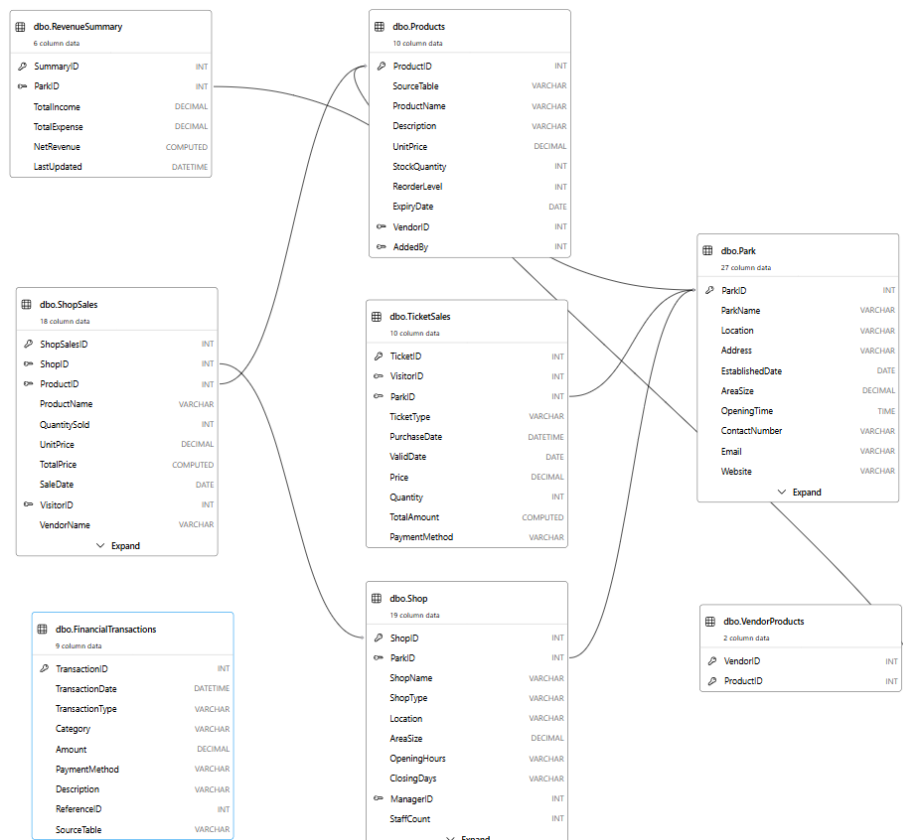 dbo.RevenueSummary
6 column data
SummaryID INT
ParkID INT
TotalIncome DECIMAL
TotalExpense DECIMAL
NetRevenue COMPUTED
LastUpdated DATETIME
dbo.Products
10 column data
ProductID INT
SourceTable VARCHAR
ProductName VARCHAR
Description VARCHAR
UnitPrice DECIMAL
StockQuantity INT
ReorderLevel INT
ExpiryDate DATE
VendorID INT
AddedBy INT
dbo.Park
27 column data
ParkID INT
ParkName VARCHAR
Location VARCHAR
Address VARCHAR
EstablishedDate DATE
AreaSize DECIMAL
OpeningTime TIME
ContactNumber VARCHAR
Email VARCHAR
Website VARCHAR
Expand
dbo.ShopSales
18 column data
ShopSalesID INT
ShopID INT
ProductID INT
ProductName VARCHAR
QuantitySold INT
UnitPrice DECIMAL
TotalPrice COMPUTED
SaleDate DATE
VisitorID INT
VendorName VARCHAR
Expand
dbo.TicketSales
10 column data
TicketID INT
VisitorID INT
ParkID INT
TicketType VARCHAR
PurchaseDate DATETIME
ValidDate DATE
Price DECIMAL
Quantity INT
TotalAmount COMPUTED
PaymentMethod VARCHAR
dbo.FinancialTransactions
9 column data
TransactionID INT
TransactionDate DATETIME
TransactionType VARCHAR
Category VARCHAR
Amount DECIMAL
PaymentMethod VARCHAR
Description VARCHAR
ReferenceID INT
SourceTable VARCHAR
dbo.Shop
19 column data
ShopID INT
ParkID INT
ShopName VARCHAR
ShopType VARCHAR
Location VARCHAR
AreaSize DECIMAL
OpeningHours VARCHAR
ClosingDays VARCHAR
ManagerID INT
StaffCount INT
Expand
dbo.VendorProducts
2 column data
VendorID INT
ProductID INT